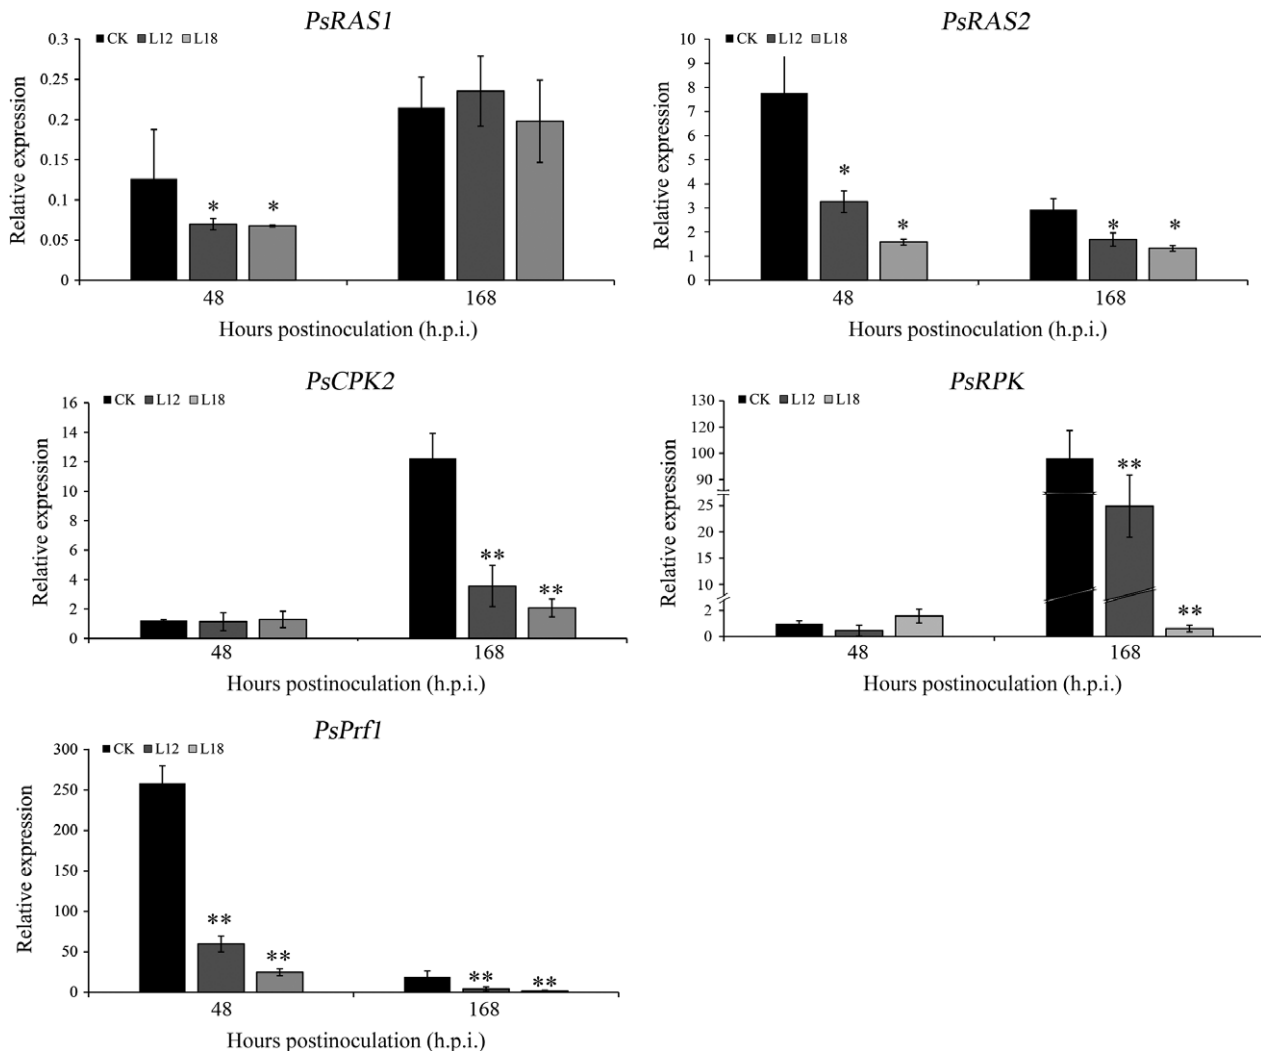 PsRAS1
CK L12 L18
Relative expression
0.3
0.25
0.2
0.15
0.1
0.05
0
* *
48 168
Hours postinoculation (h.p.i.)
PsRAS2
CK L12 L18
Relative expression
10
9
8
7
6
5
4
3
2
1
0
* * * *
48 168
Hours postinoculation (h.p.i.)
PsCPK2
CK L12 L18
Relative expression
16
14
12
10
8
6
4
2
0
** **
48 168
Hours postinoculation (h.p.i.)
PsRPK
CK L12 L18
Relative expression
130
120
100
90
25
20
15
10
2
0
** **
48 168
Hours postinoculation (h.p.i.)
PsPrf1
CK L12 L18
Relative expression
300
250
200
150
100
50
0
** ** ** **
48 168
Hours postinoculation (h.p.i.)